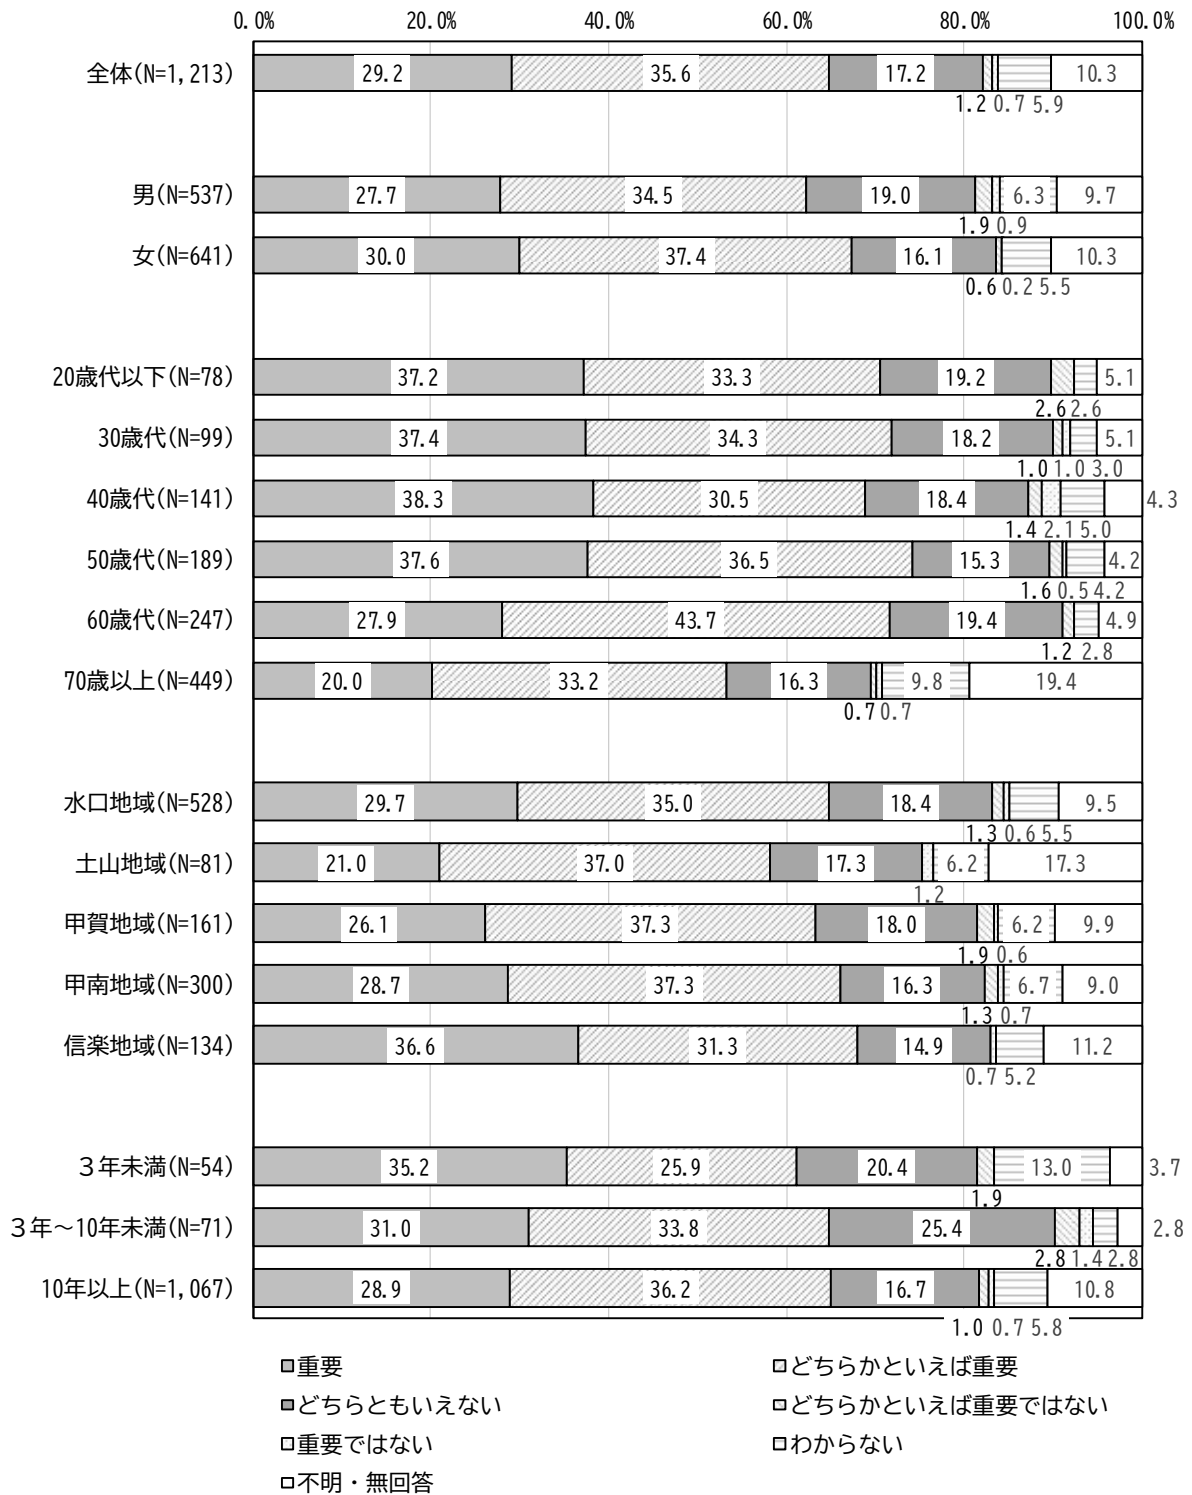 0.0% 20.0% 40.0% 60.0% 80.0% 100.0%
全体(N=1,213) 29.2 35.6 17.2 10.3
1.2 0.7 5.9
男(N=537) 27.7 34.5 19.0 6.3 9.7
1.9 0.9
女(N=641) 30.0 37.4 16.1 10.3
0.6 0.2 5.5
20歳代以下(N=78) 37.2 33.3 19.2 5.1
2.6 2.6
30歳代(N=99) 37.4 34.3 18.2 5.1
1.0 1.0 3.0
40歳代(N=141) 38.3 30.5 18.4 4.3
1.4 2.1 5.0
50歳代(N=189) 37.6 36.5 15.3 4.2
1.6 0.5 4.2
60歳代(N=247) 27.9 43.7 19.4 4.9
1.2 2.8
70歳以上(N=449) 20.0 33.2 16.3 9.8 19.4
0.7 0.7
水口地域(N=528) 29.7 35.0 18.4 9.5
1.3 0.6 5.5
土山地域(N=81) 21.0 37.0 17.3 6.2 17.3
1.2
甲賀地域(N=161) 26.1 37.3 18.0 6.2 9.9
1.9 0.6
甲南地域(N=300) 28.7 37.3 16.3 6.7 9.0
1.3 0.7
信楽地域(N=134) 36.6 31.3 14.9 11.2
0.7 5.2
３年未満(N=54) 35.2 25.9 20.4 13.0 3.7
1.9
３年～10年未満(N=71) 31.0 33.8 25.4 2.8
2.8 1.4 2.8
10年以上(N=1,067) 28.9 36.2 16.7 10.8
1.0 0.7 5.8
重要 どちらかといえば重要
どちらともいえない どちらかといえば重要ではない
重要ではない わからない
不明・無回答